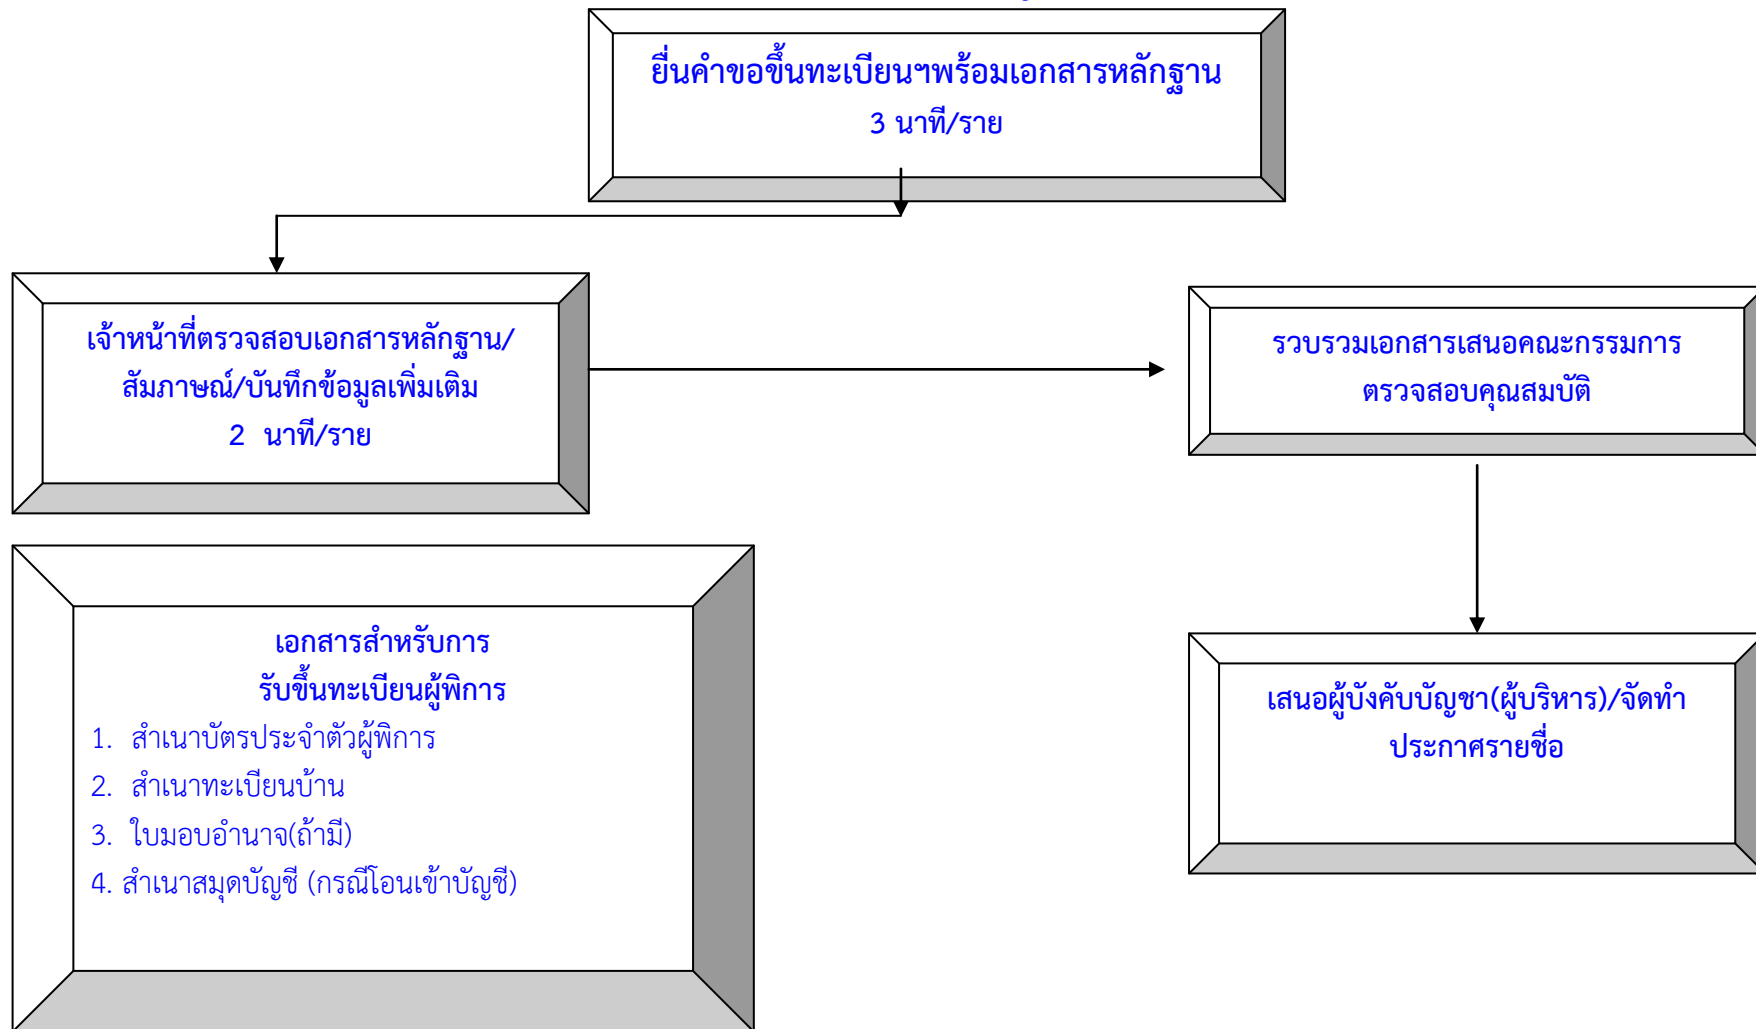 ยื่นคำขอขึ้นทะเบียนฯพร้อมเอกสารหลักฐาน
3 นาที/ราย
เจ้าหน้าที่ตรวจสอบเอกสารหลักฐาน/
สัมภาษณ์/บันทึกข้อมูลเพิ่มเติม
2 นาที/ราย
รวบรวมเอกสารเสนอคณะกรรมการ
ตรวจสอบคุณสมบัติ
เสนอผู้บังคับบัญชา(ผู้บริหาร)/จัดทำ
ประกาศรายชื่อ
เอกสารสำหรับการ
รับขึ้นทะเบียนผู้พิการ
1. สำเนาบัตรประจำตัวผู้พิการ
2. สำเนาทะเบียนบ้าน
3. ใบมอบอำนาจ(ถ้ามี)
4. สำเนาสมุดบัญชี (กรณีโอนเข้าบัญชี)